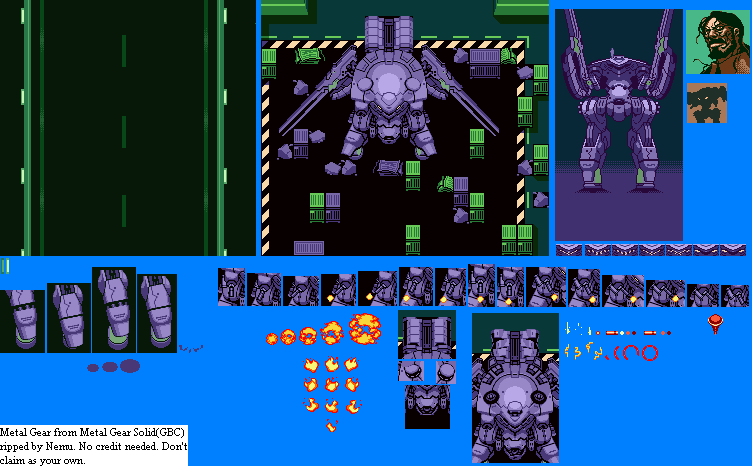 Metal Gear from Metal Gear Solid(GBC)
ripped by Nemu. No credit needed. Don't
claim as your own.